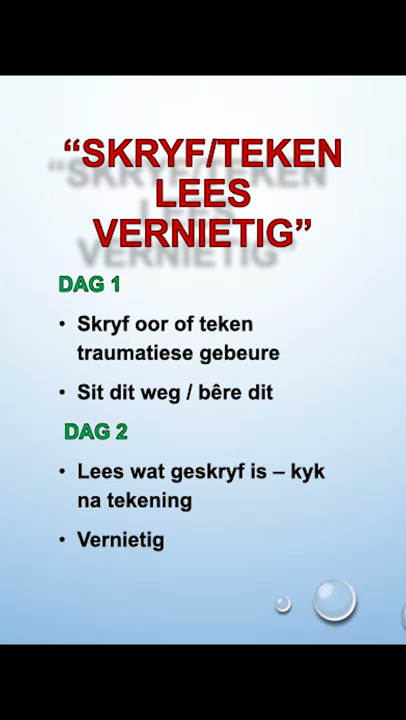 “SKRYF/TEKEN
LEES
VERNIETIG”
DAG 1
• Skryf oor of teken
traumatiese gebeure
• Sit dit weg / bêre dit
DAG 2
• Lees wat geskryf is – kyk
na tekening
• Vernietig